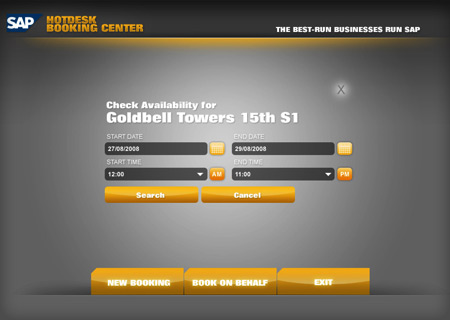 SAP HOTDESK
BOOKING CENTER
THE BEST-RUN BUSINESSES RUN SAP
X
Check Availability for
Goldbell Towers 15th S1
START DATE END DATE
27/08/2008 29/08/2008
START TIME END TIME
12:00 AM 11:00 PM
Search Cancel
NEW BOOKING BOOK ON BEHALF EXIT